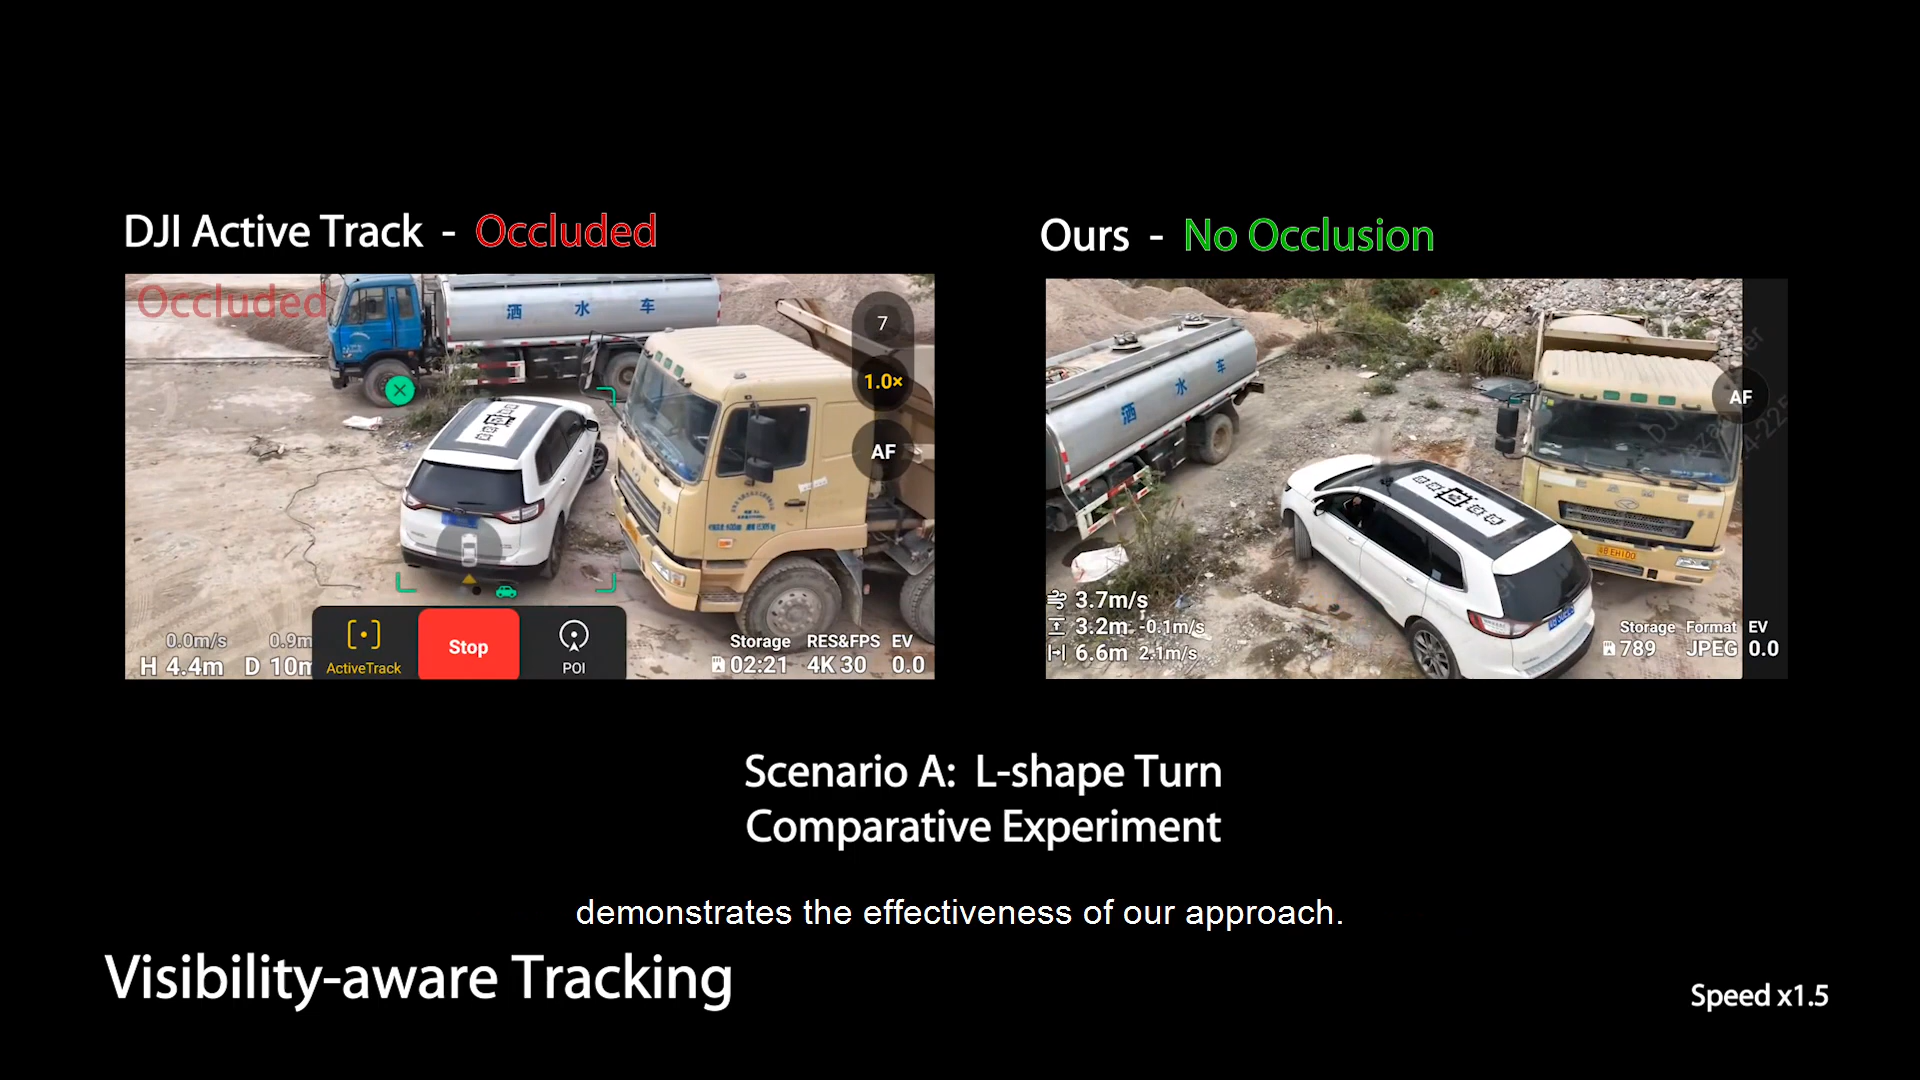 DJI Active Track - Occluded
Ours - No Occlusion
Occluded
洒 水 车
7
1.0×
AF
0.0m/s 0.9m
H 4.4m D 10m
ActiveTrack
Stop
POI
Storage RES&FPS EV
02:21 4K 30 0.0
洒 水 车
AF
3.7m/s
3.2m -0.1m/s
6.6m 2.1m/s
Storage Format EV
789 JPEG 0.0
Scenario A: L-shape Turn
Comparative Experiment
demonstrates the effectiveness of our approach.
Visibility-aware Tracking
Speed x1.5